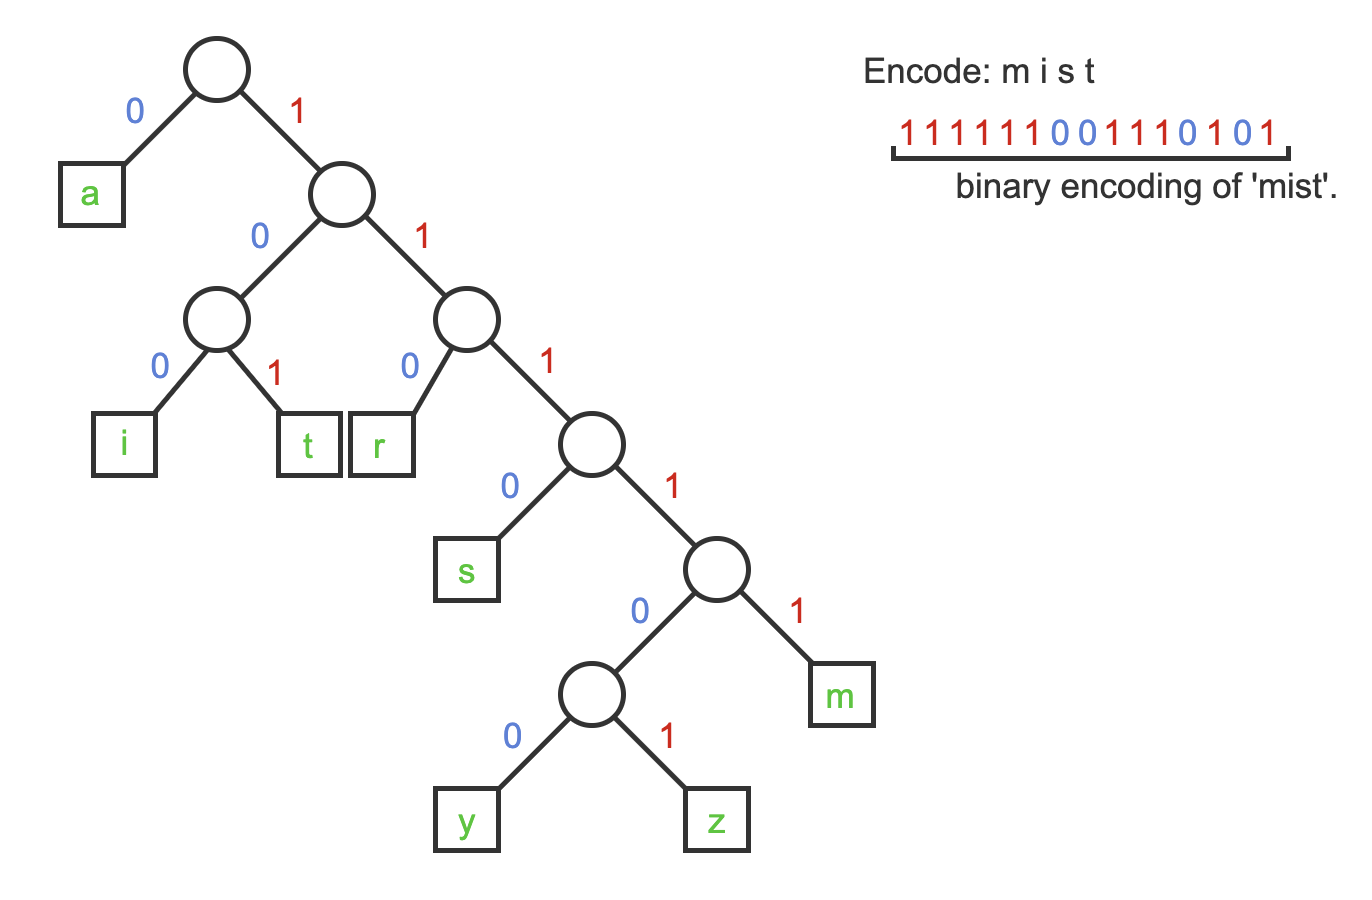 Encode: m i s t
0 1
1 1 1 1 1 1 0 0 1 1 1 0 1 0 1
binary encoding of 'mist'.
a
0 1
0 1 0 1
i t r
0 1
s
0 1
m
0 1
y z